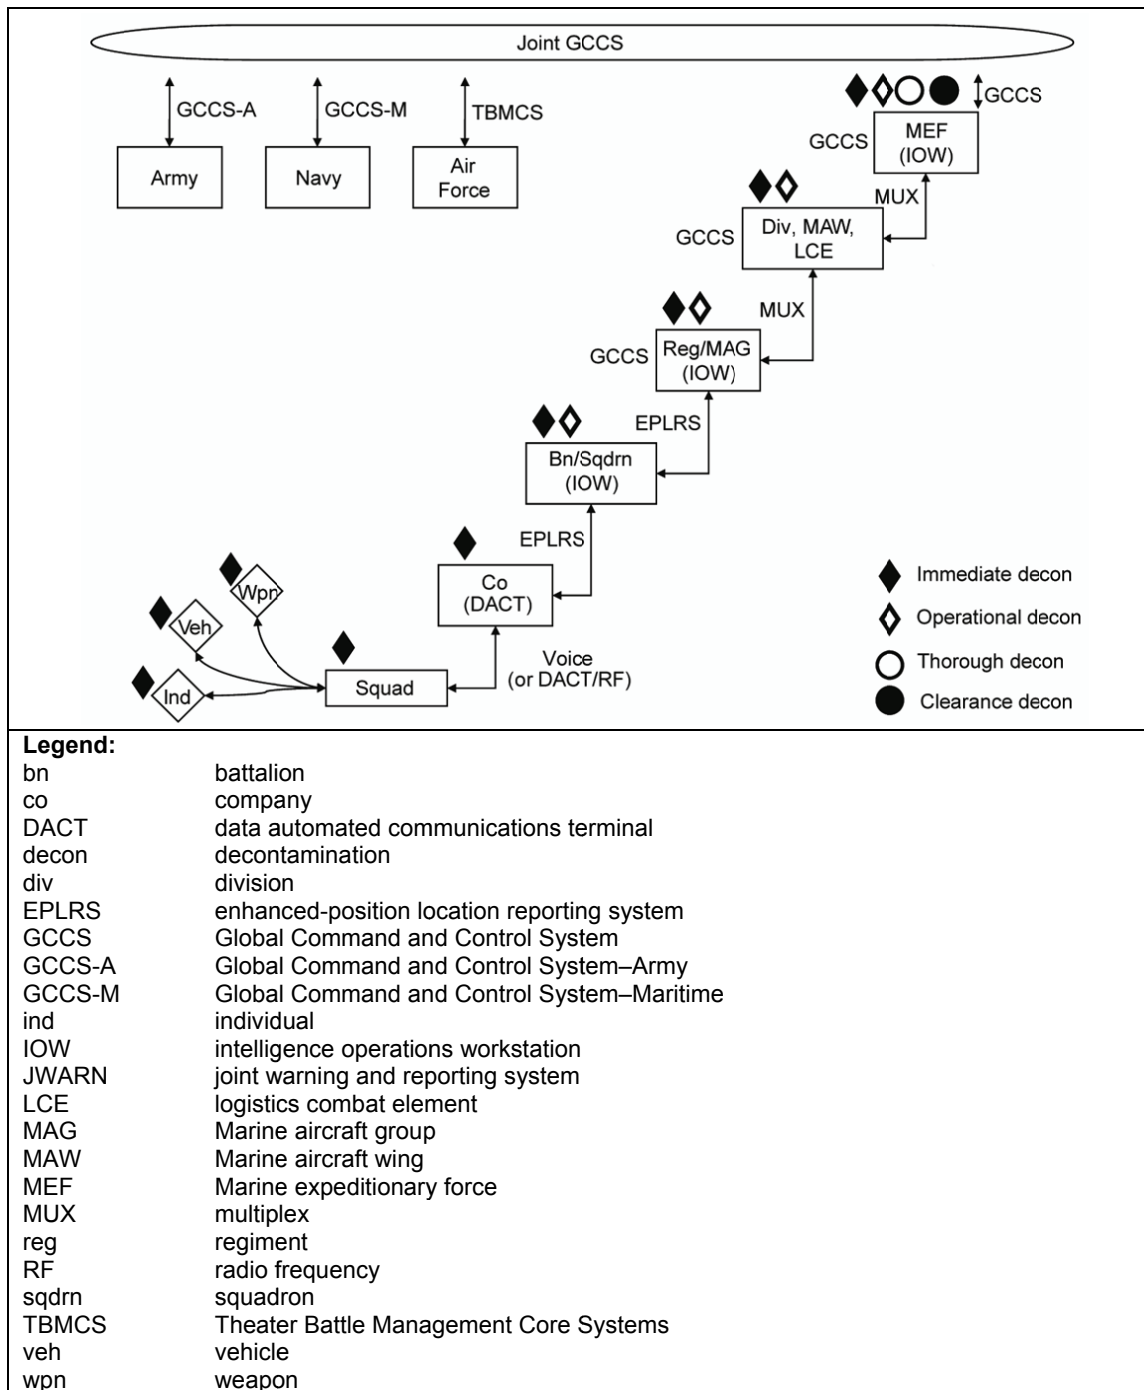 Joint GCCS
GCCS-A
GCCS-M
TBMCS
GCCS
Army
Navy
Air
Force
GCCS
MEF
(IOW)
MUX
GCCS
Div, MAW,
LCE
MUX
GCCS
Reg/MAG
(IOW)
EPLRS
Bn/Sqdrn
(IOW)
EPLRS
Co
(DACT)
Wpn
Veh
Ind
Squad
Voice
(or DACT/RF)
Immediate decon
Operational decon
Thorough decon
Clearance decon
Legend:
bn battalion
co company
DACT data automated communications terminal
decon decontamination
div division
EPLRS enhanced-position location reporting system
GCCS Global Command and Control System
GCCS-A Global Command and Control System–Army
GCCS-M Global Command and Control System–Maritime
ind individual
IOW intelligence operations workstation
JWARN joint warning and reporting system
LCE logistics combat element
MAG Marine aircraft group
MAW Marine aircraft wing
MEF Marine expeditionary force
MUX multiplex
reg regiment
RF radio frequency
sqdrn squadron
TBMCS Theater Battle Management Core Systems
veh vehicle
wpn weapon